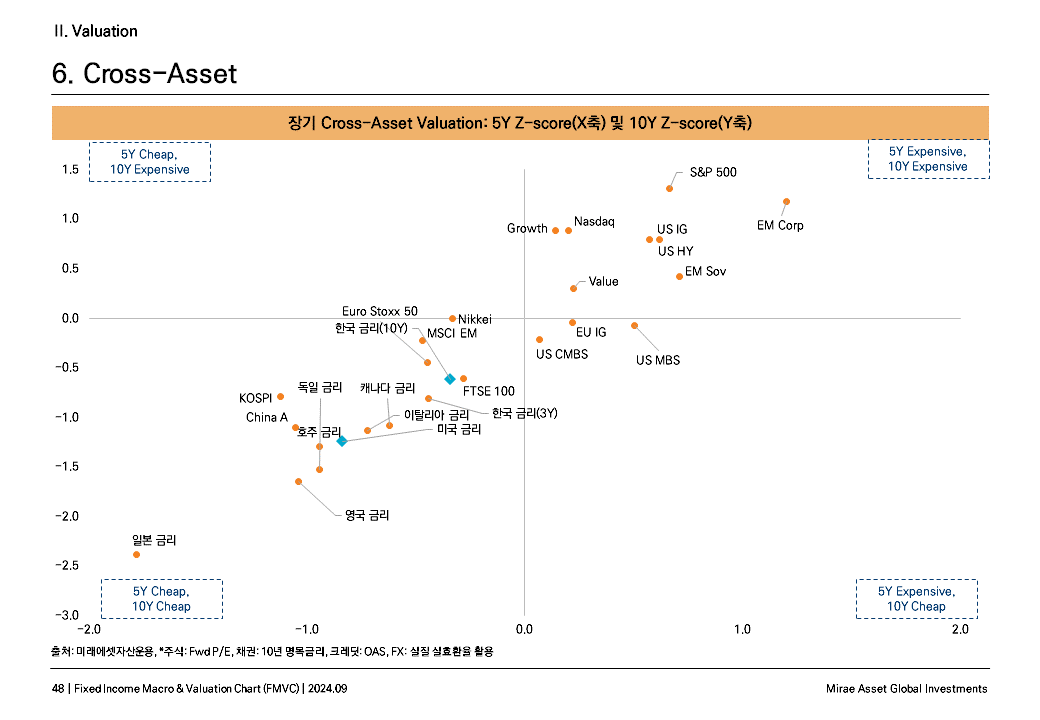 II. Valuation
6. Cross-Asset
장기 Cross-Asset Valuation: 5Y Z-score(X축) 및 10Y Z-score(Y축)
5Y Cheap,
10Y Expensive
5Y Expensive,
10Y Expensive
1.5
1.0
0.5
0.0
-0.5
-1.0
-1.5
-2.0
-2.5
-3.0
S&P 500
EM Corp
Growth
Nasdaq
US IG
US HY
EM Sov
Value
Euro Stoxx 50
Nikkei
한국 금리(10Y)
MSCI EM
EU IG
US CMBS
US MBS
독일 금리
캐나다 금리
FTSE 100
KOSPI
한국 금리(3Y)
China A
이탈리아 금리
호주 금리
미국 금리
영국 금리
일본 금리
5Y Cheap,
10Y Cheap
5Y Expensive,
10Y Cheap
-2.0
-1.0
0.0
1.0
2.0
출처: 미래에셋자산운용, *주식: Fwd P/E, 채권: 10년 명목금리, 크레딧: OAS, FX: 실질 실효환율 활용
48 | Fixed Income Macro & Valuation Chart (FMVC) | 2024.09
Mirae Asset Global Investments